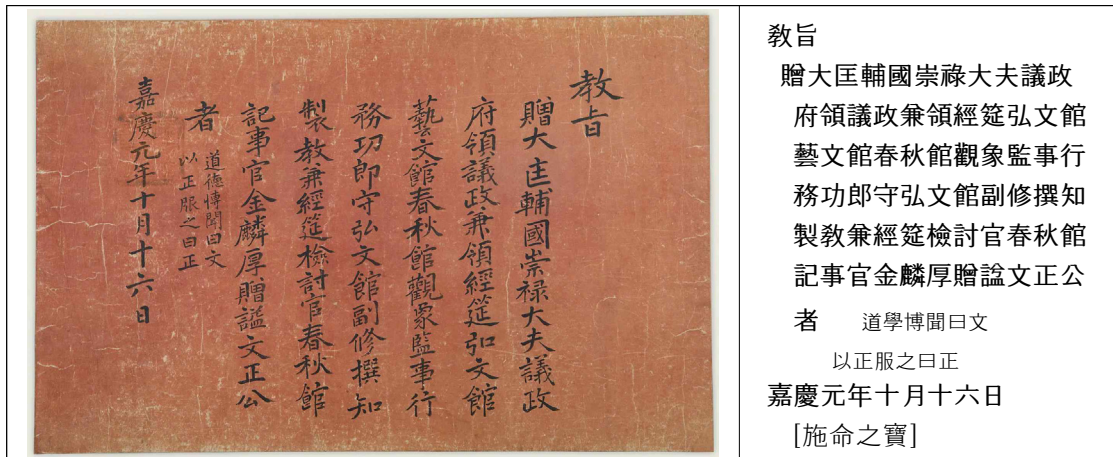 教旨
贈大匡輔國崇祿大夫議政
府領議政兼領經筵弘文館
藝文館春秋館觀象監事行
務功郎守弘文館副修撰知
製教兼經筵檢討官春秋館
記事官金麟厚贈諡文正公
者 道德博聞曰文
以正服之曰正
嘉慶元年十月十六日
敎旨
贈大匡輔國崇祿大夫議政
府領議政兼領經筵弘文館
藝文館春秋館觀象監事行
務功郎守弘文館副修撰知
製敎兼經筵檢討官春秋館
記事官金麟厚贈諡文正公
者 道學博聞曰文
以正服之曰正
嘉慶元年十月十六日
[施命之寶]